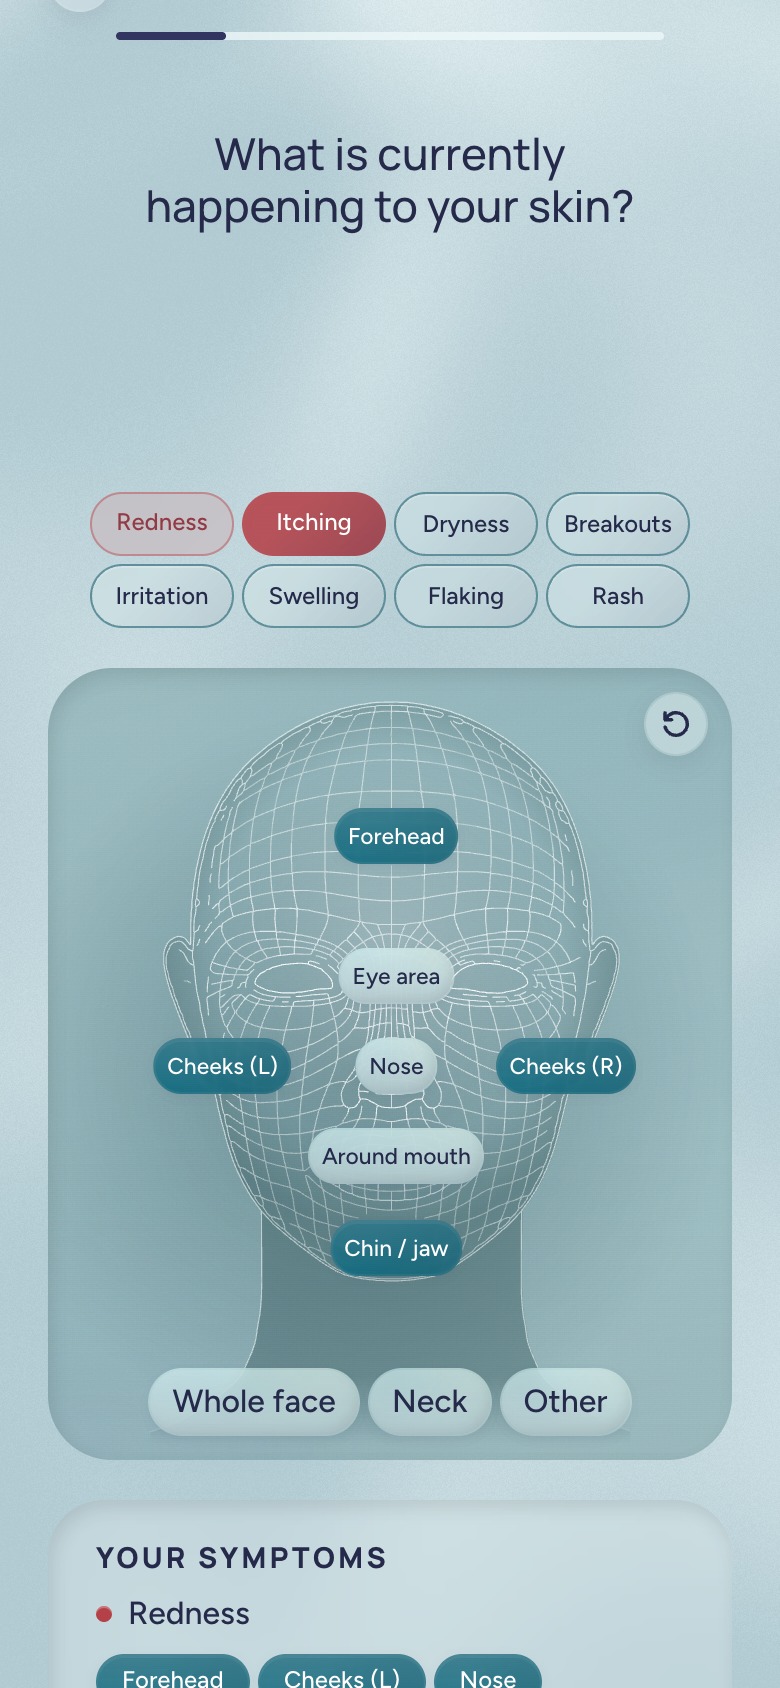 What is currently
happening to your skin?
Redness Itching Dryness Breakouts
Irritation Swelling Flaking Rash
Forehead
Eye area
Cheeks (L) Nose Cheeks (R)
Around mouth
Chin / jaw
Whole face Neck Other
YOUR SYMPTOMS
Redness
Forehead Cheeks (L) Nose